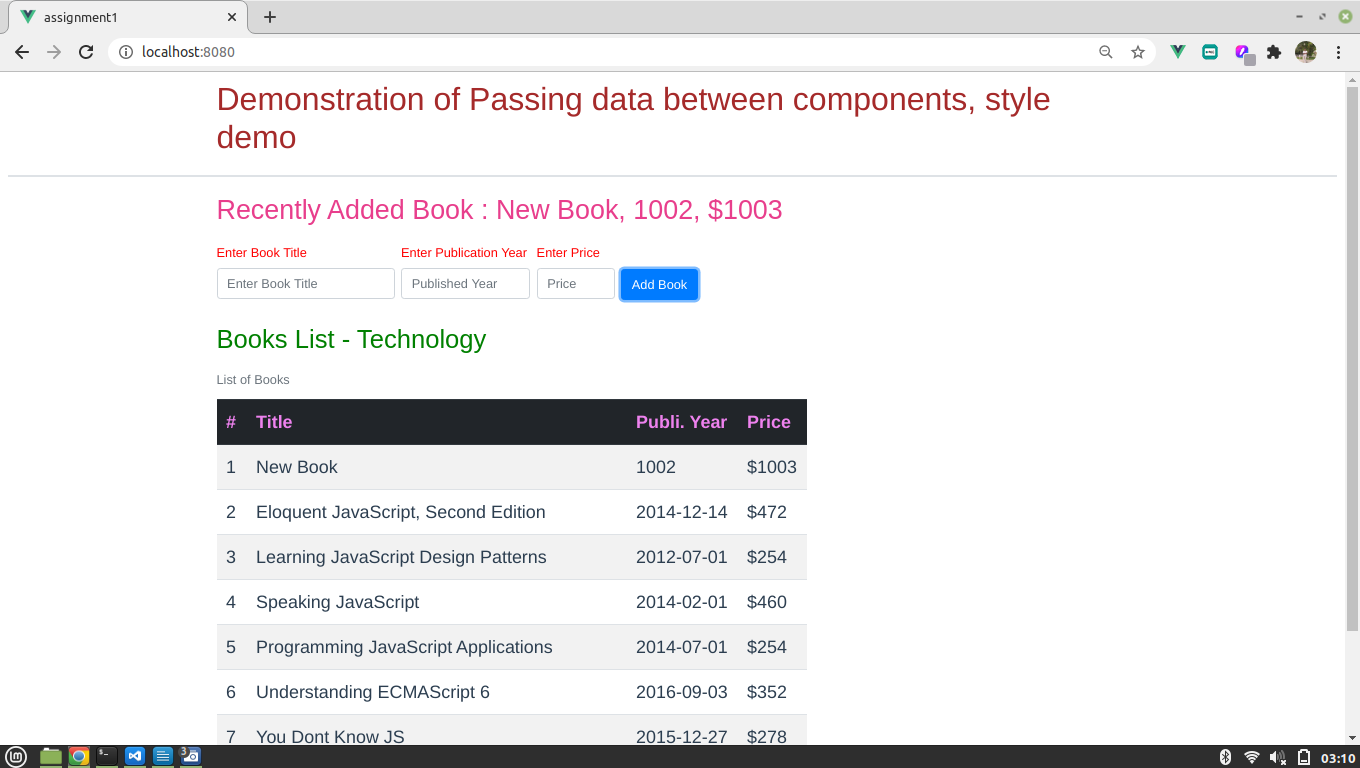 assignment1
localhost:8080
Demonstration of Passing data between components, style
demo
Recently Added Book : New Book, 1002, $1003
Enter Book Title Enter Publication Year Enter Price
Enter Book Title Published Year Price Add Book
Books List - Technology
List of Books
# Title Publi. Year Price
1 New Book 1002 $1003
2 Eloquent JavaScript, Second Edition 2014-12-14 $472
3 Learning JavaScript Design Patterns 2012-07-01 $254
4 Speaking JavaScript 2014-02-01 $460
5 Programming JavaScript Applications 2014-07-01 $254
6 Understanding ECMAScript 6 2016-09-03 $352
7 You Dont Know JS 2015-12-27 $278
3
03:10